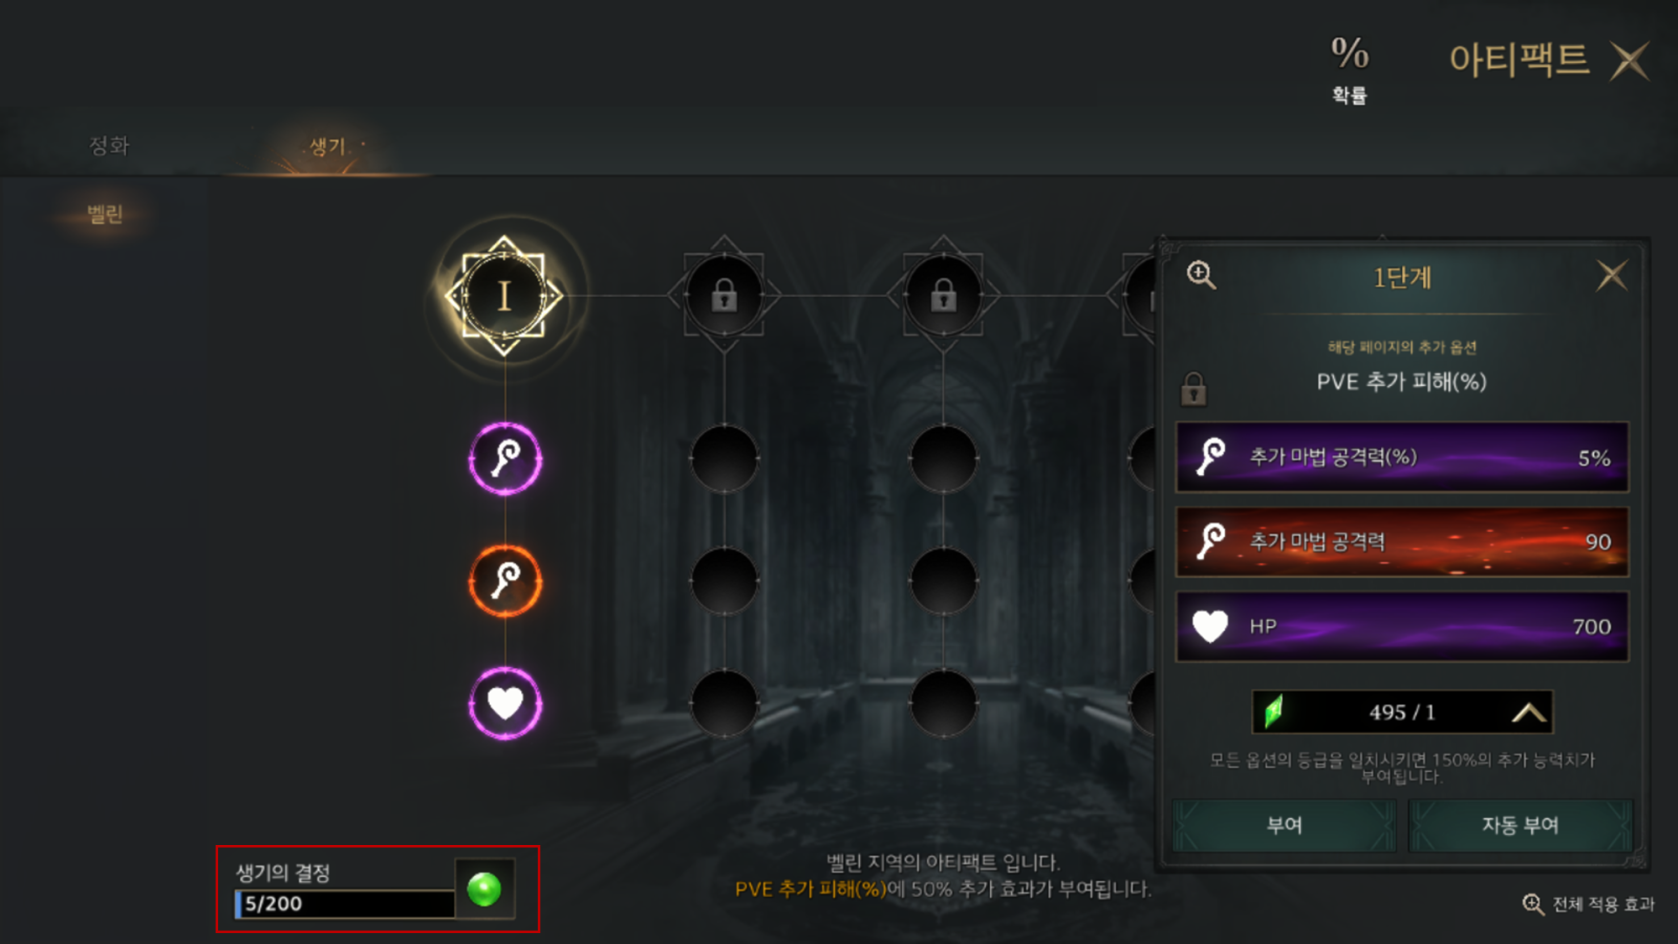 %
확률
아티팩트
정화
생기
벨린
I
1단계
해당 페이지의 추가 옵션
PVE 추가 피해(%)
추가 마법 공격력(%)
5%
추가 마법 공격력
90
HP
700
495 / 1
모든 옵션의 등급을 일치시키면 150%의 추가 능력치가
부여됩니다.
부여
자동 부여
생기의 결정
5/200
벨린 지역의 아티팩트 입니다.
PVE 추가 피해(%)에 50% 추가 효과가 부여됩니다.
전체 적용 효과